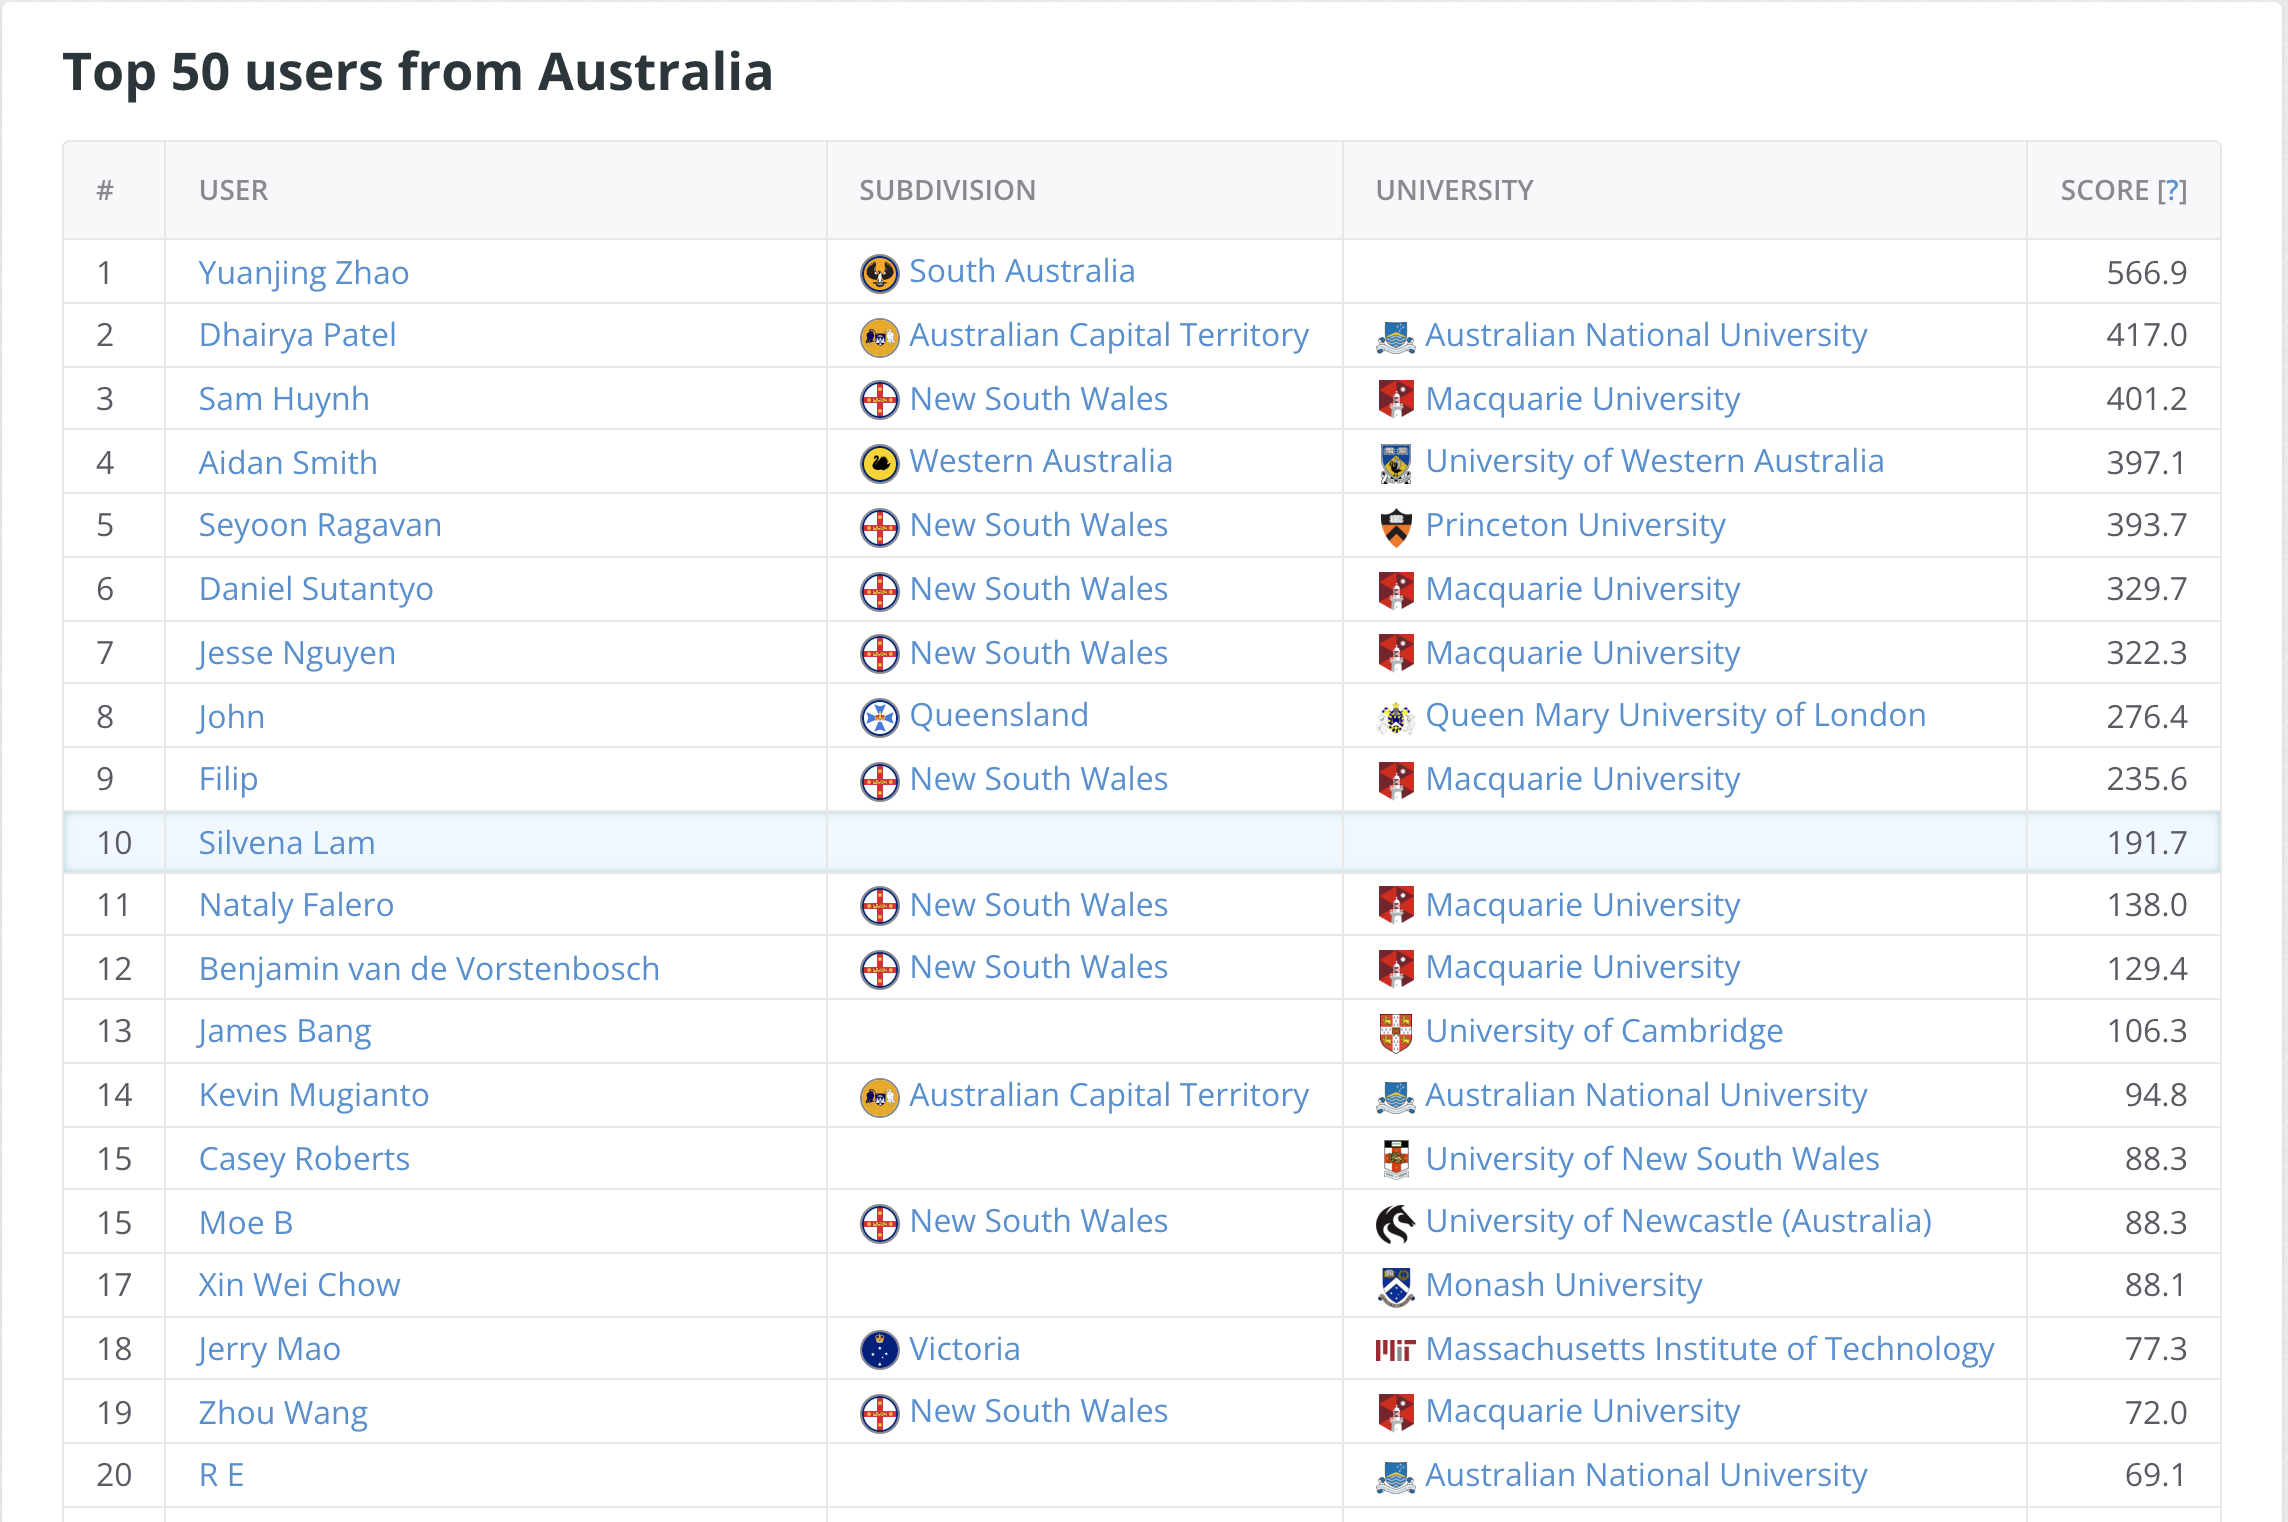 Top 50 users from Australia
# USER SUBDIVISION UNIVERSITY SCORE [?]
1 Yuanjing Zhao South Australia 566.9
2 Dhairya Patel Australian Capital Territory Australian National University 417.0
3 Sam Huynh New South Wales Macquarie University 401.2
4 Aidan Smith Western Australia University of Western Australia 397.1
5 Seyoon Ragavan New South Wales Princeton University 393.7
6 Daniel Sutantyo New South Wales Macquarie University 329.7
7 Jesse Nguyen New South Wales Macquarie University 322.3
8 John Queensland Queen Mary University of London 276.4
9 Filip New South Wales Macquarie University 235.6
10 Silvena Lam 191.7
11 Nataly Falero New South Wales Macquarie University 138.0
12 Benjamin van de Vorstenbosch New South Wales Macquarie University 129.4
13 James Bang University of Cambridge 106.3
14 Kevin Mugianto Australian Capital Territory Australian National University 94.8
15 Casey Roberts University of New South Wales 88.3
15 Moe B New South Wales University of Newcastle (Australia) 88.3
17 Xin Wei Chow Monash University 88.1
18 Jerry Mao Victoria Massachusetts Institute of Technology 77.3
19 Zhou Wang New South Wales Macquarie University 72.0
20 R E Australian National University 69.1